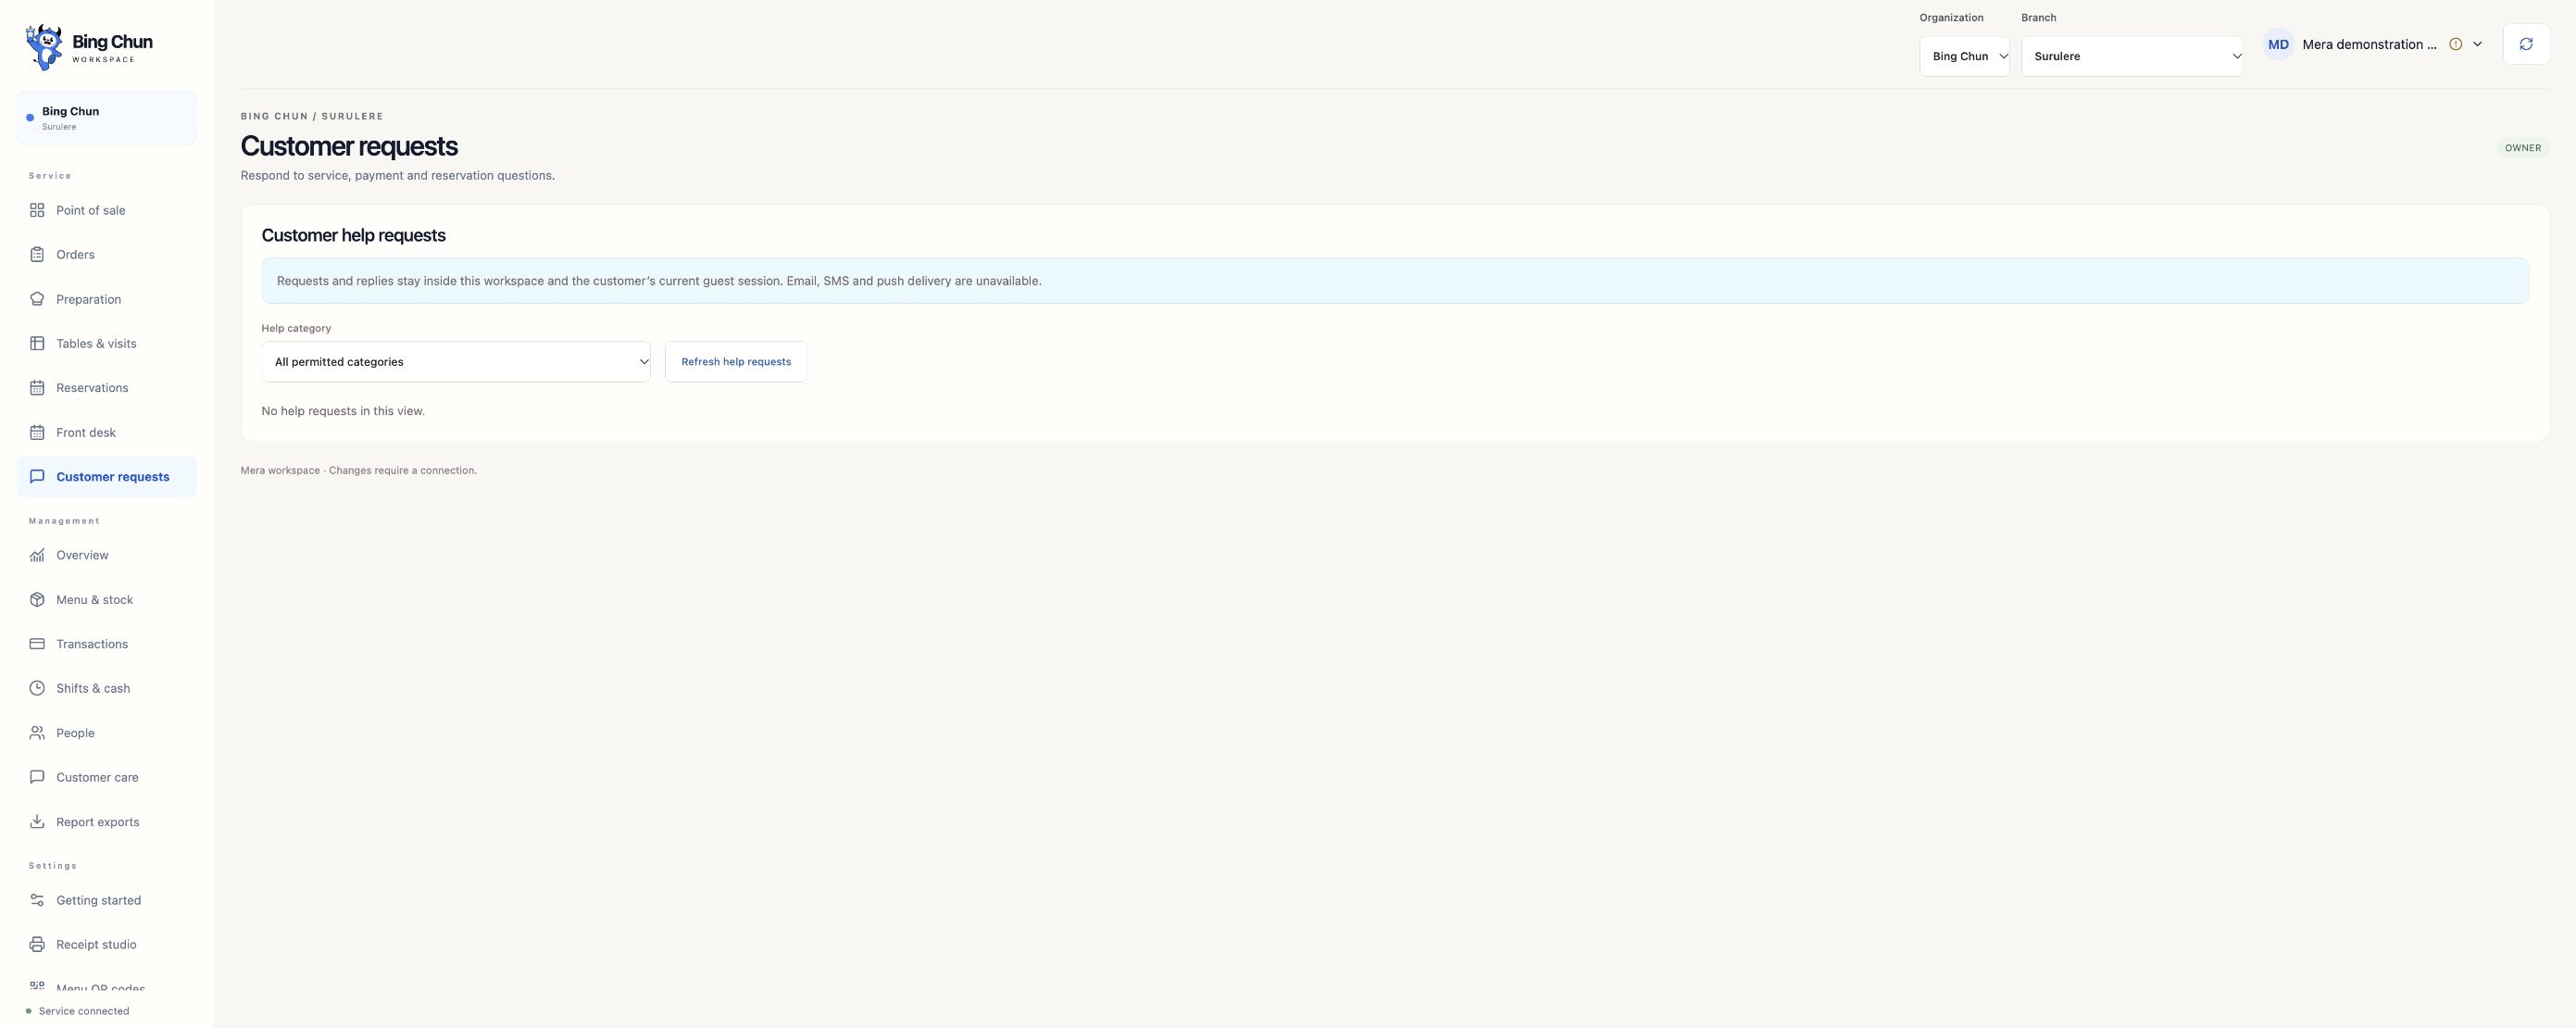 Bing Chun
WORKSPACE
Bing Chun
Surulere
Service
Point of sale
Orders
Preparation
Tables & visits
Reservations
Front desk
Customer requests
Management
Overview
Menu & stock
Transactions
Shifts & cash
People
Customer care
Report exports
Settings
Getting started
Receipt studio
Menu QR codes
Service connected
Organization
Bing Chun
Branch
Surulere
MD
Mera demonstration ...
BING CHUN / SURULERE
Customer requests
OWNER
Respond to service, payment and reservation questions.
Customer help requests
Requests and replies stay inside this workspace and the customer’s current guest session. Email, SMS and push delivery are unavailable.
Help category
All permitted categories
Refresh help requests
No help requests in this view.
Mera workspace · Changes require a connection.